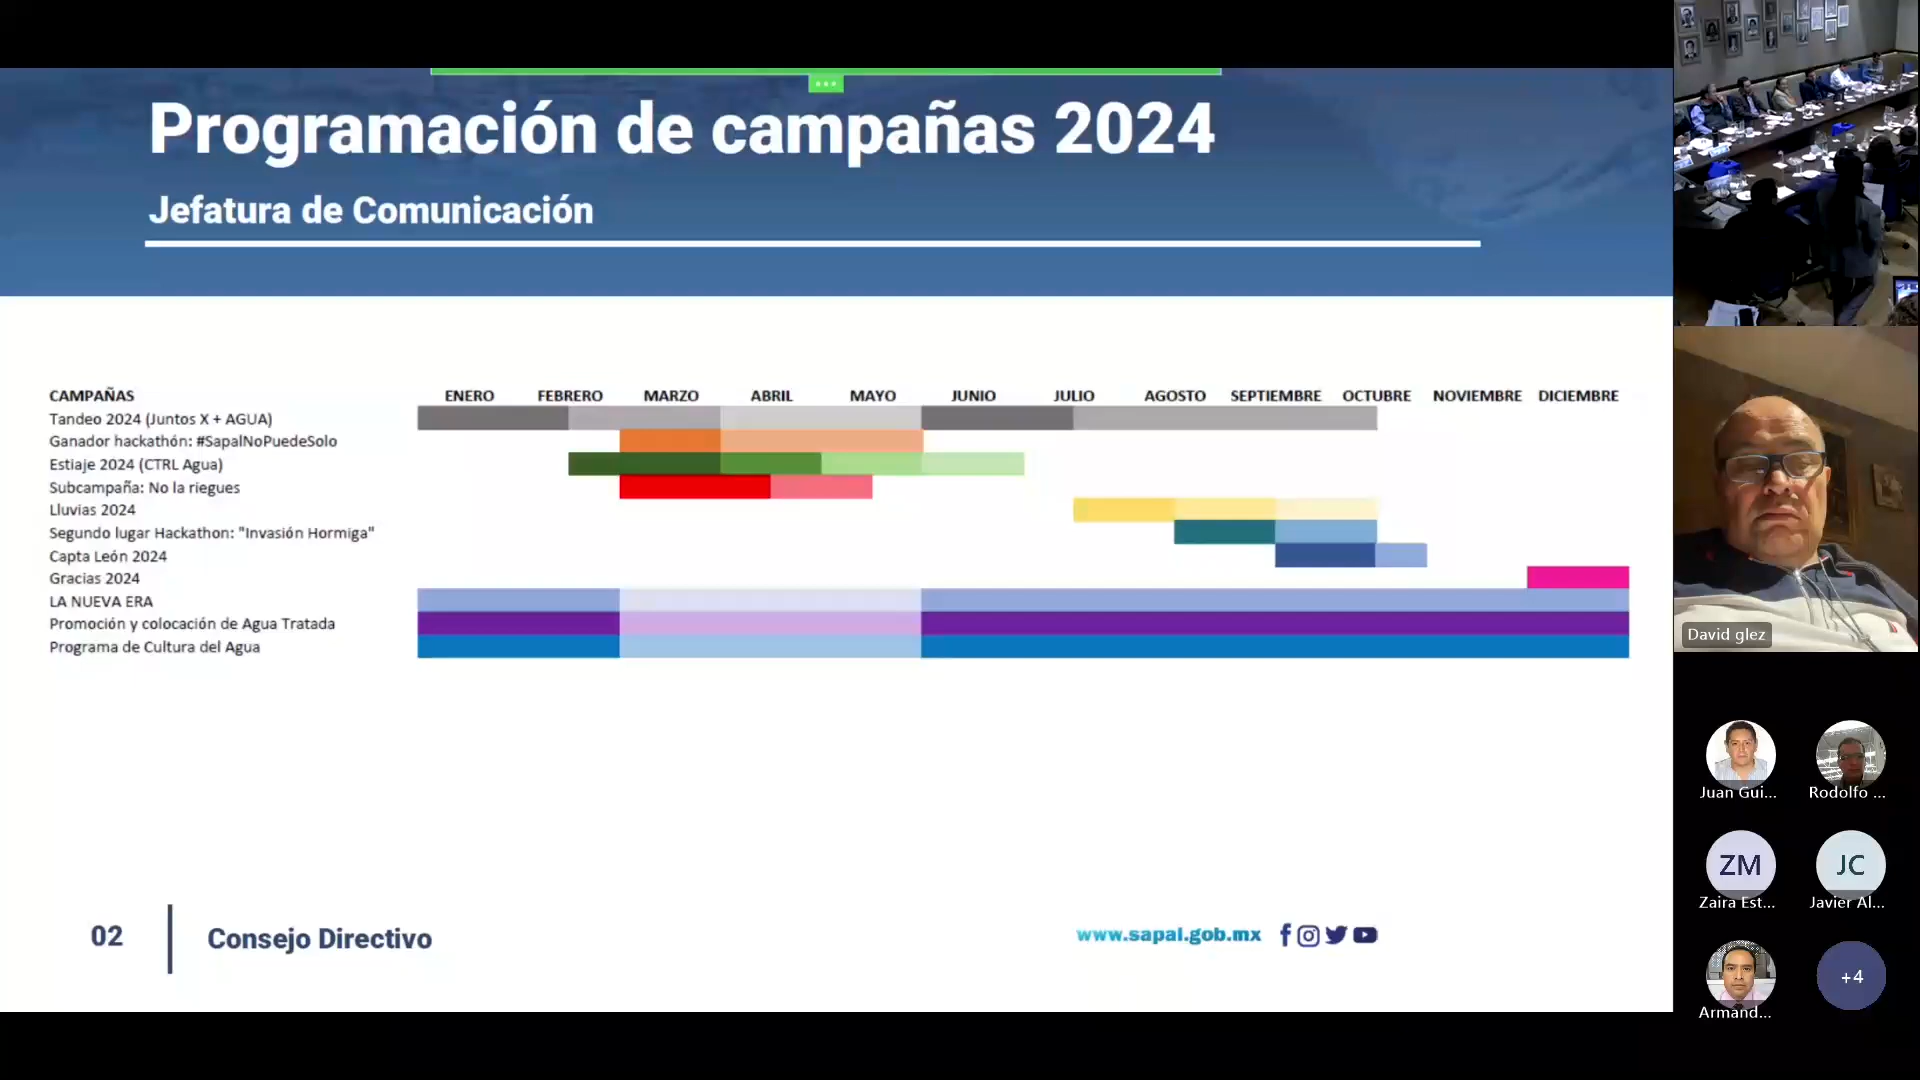 Programación de campañas 2024
Jefatura de Comunicación
CAMPAÑAS ENERO FEBRERO MARZO ABRIL MAYO JUNIO JULIO AGOSTO SEPTIEMBRE OCTUBRE NOVIEMBRE DICIEMBRE
Tandeo 2024 (Juntos X + AGUA)
Ganador hackathón: #SapalNoPuedeSolo
Estiaje 2024 (CTRL Agua)
Subcampaña: No la riegues
Lluvias 2024
Segundo lugar Hackathon: "Invasión Hormiga"
Capta León 2024
Gracias 2024
LA NUEVA ERA
Promoción y colocación de Agua Tratada
Programa de Cultura del Agua
02 Consejo Directivo
www.sapal.gob.mx
David glez
Juan Gui... Rodolfo ...
ZM JC
Zaira Est... Javier Al...
+4
Armand...